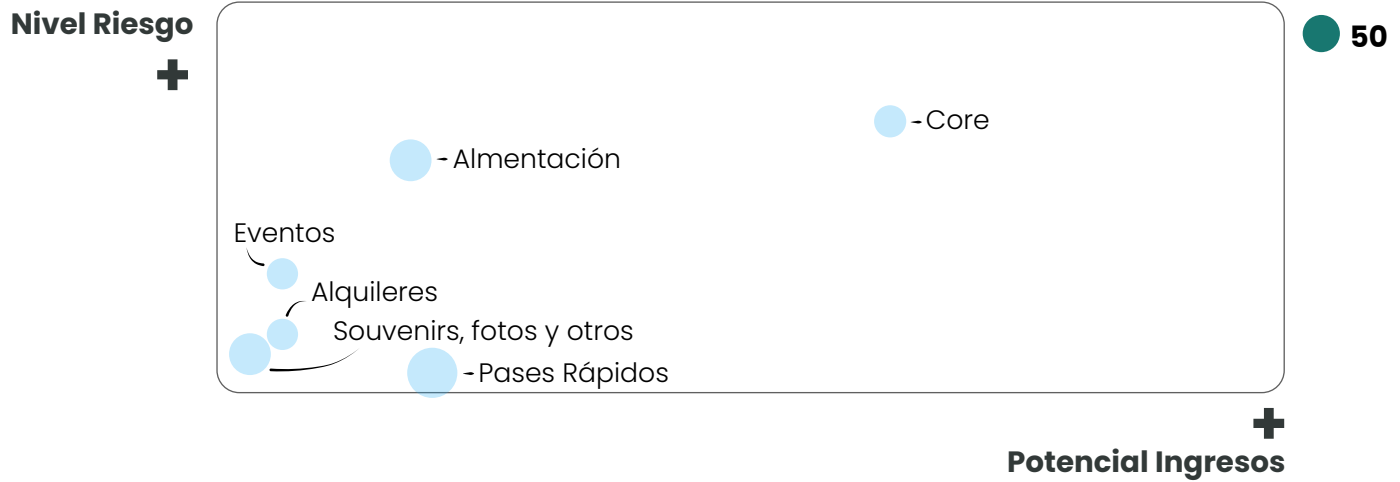 Nivel Riesgo
+
50
Core
Almentación
Eventos
Alquileres
Souvenirs, fotos y otros
Pases Rápidos
+
Potencial Ingresos